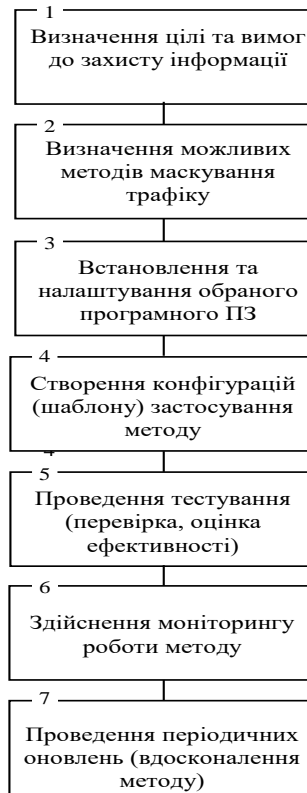 1
Визначення цілі та вимог
до захисту інформації
2
Визначення можливих
методів маскування
трафіку
3
Встановлення та
налаштування обраного
програмного ПЗ
4
Створення конфігурацій
(шаблону) застосування
методу
5
Проведення тестування
(перевірка, оцінка
ефективності)
6
Здійснення моніторингу
роботи методу
7
Проведення періодичних
оновлень (вдосконалення
методу)